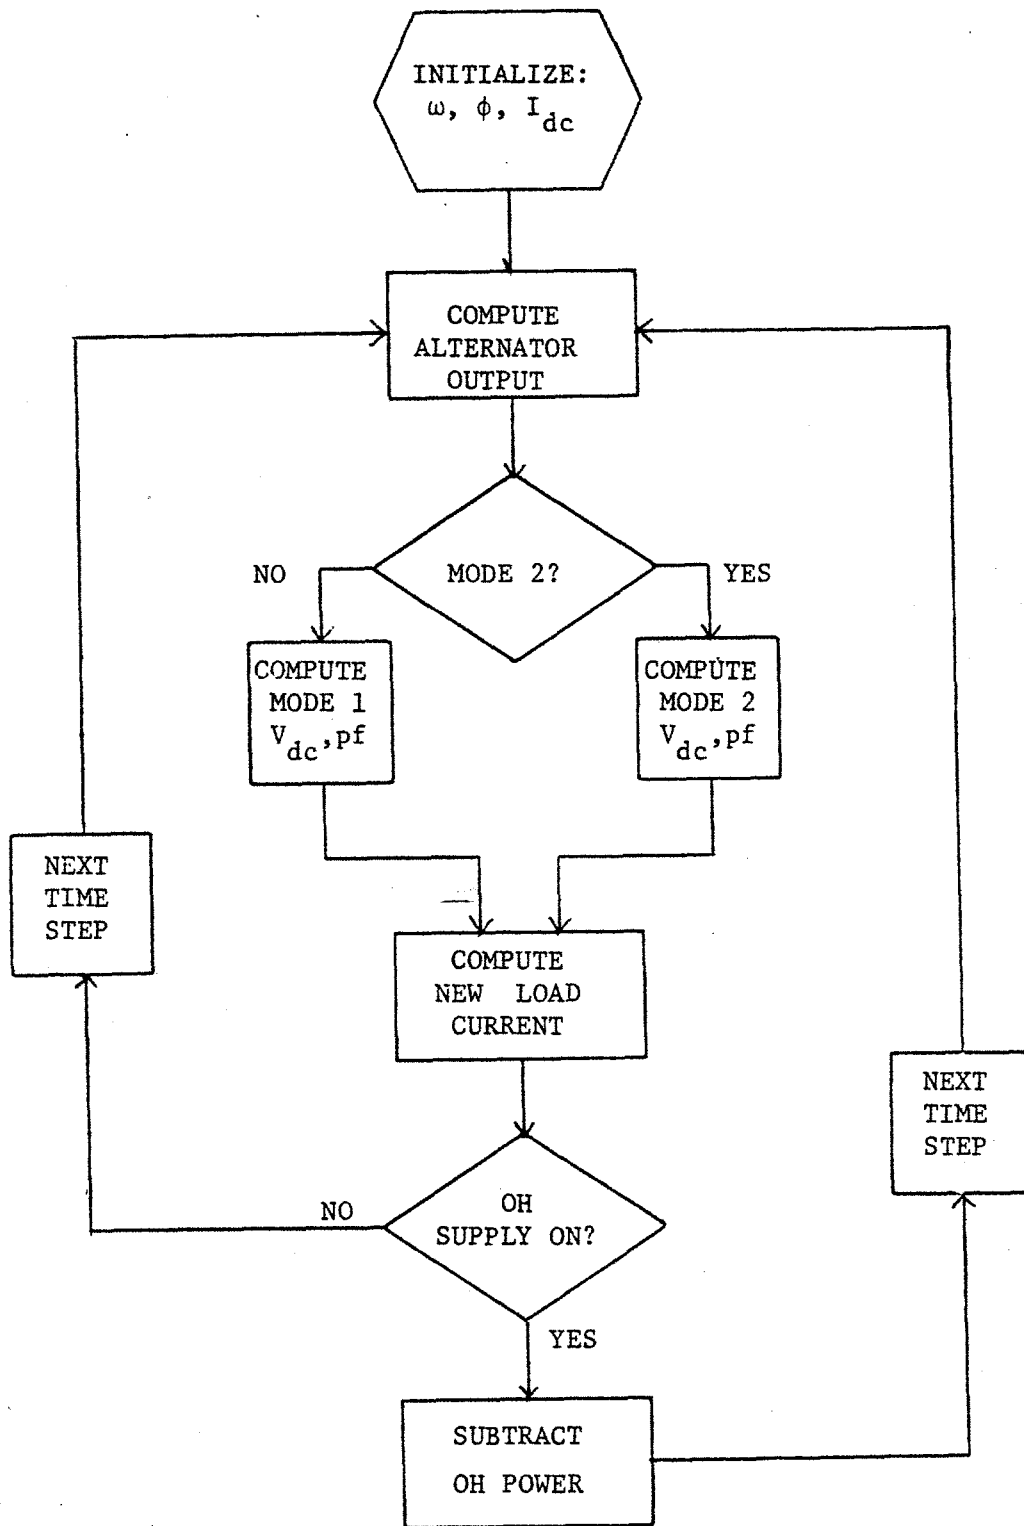 INITIALIZE:
ω, ϕ, I_dc
COMPUTE
ALTERNATOR
OUTPUT
NO
MODE 2?
YES
COMPUTE
MODE 1
V_dc,pf
COMPUTE
MODE 2
V_dc,pf
NEXT
TIME
STEP
COMPUTE
NEW LOAD
CURRENT
NEXT
TIME
STEP
NO
OH
SUPPLY ON?
YES
SUBTRACT
OH POWER